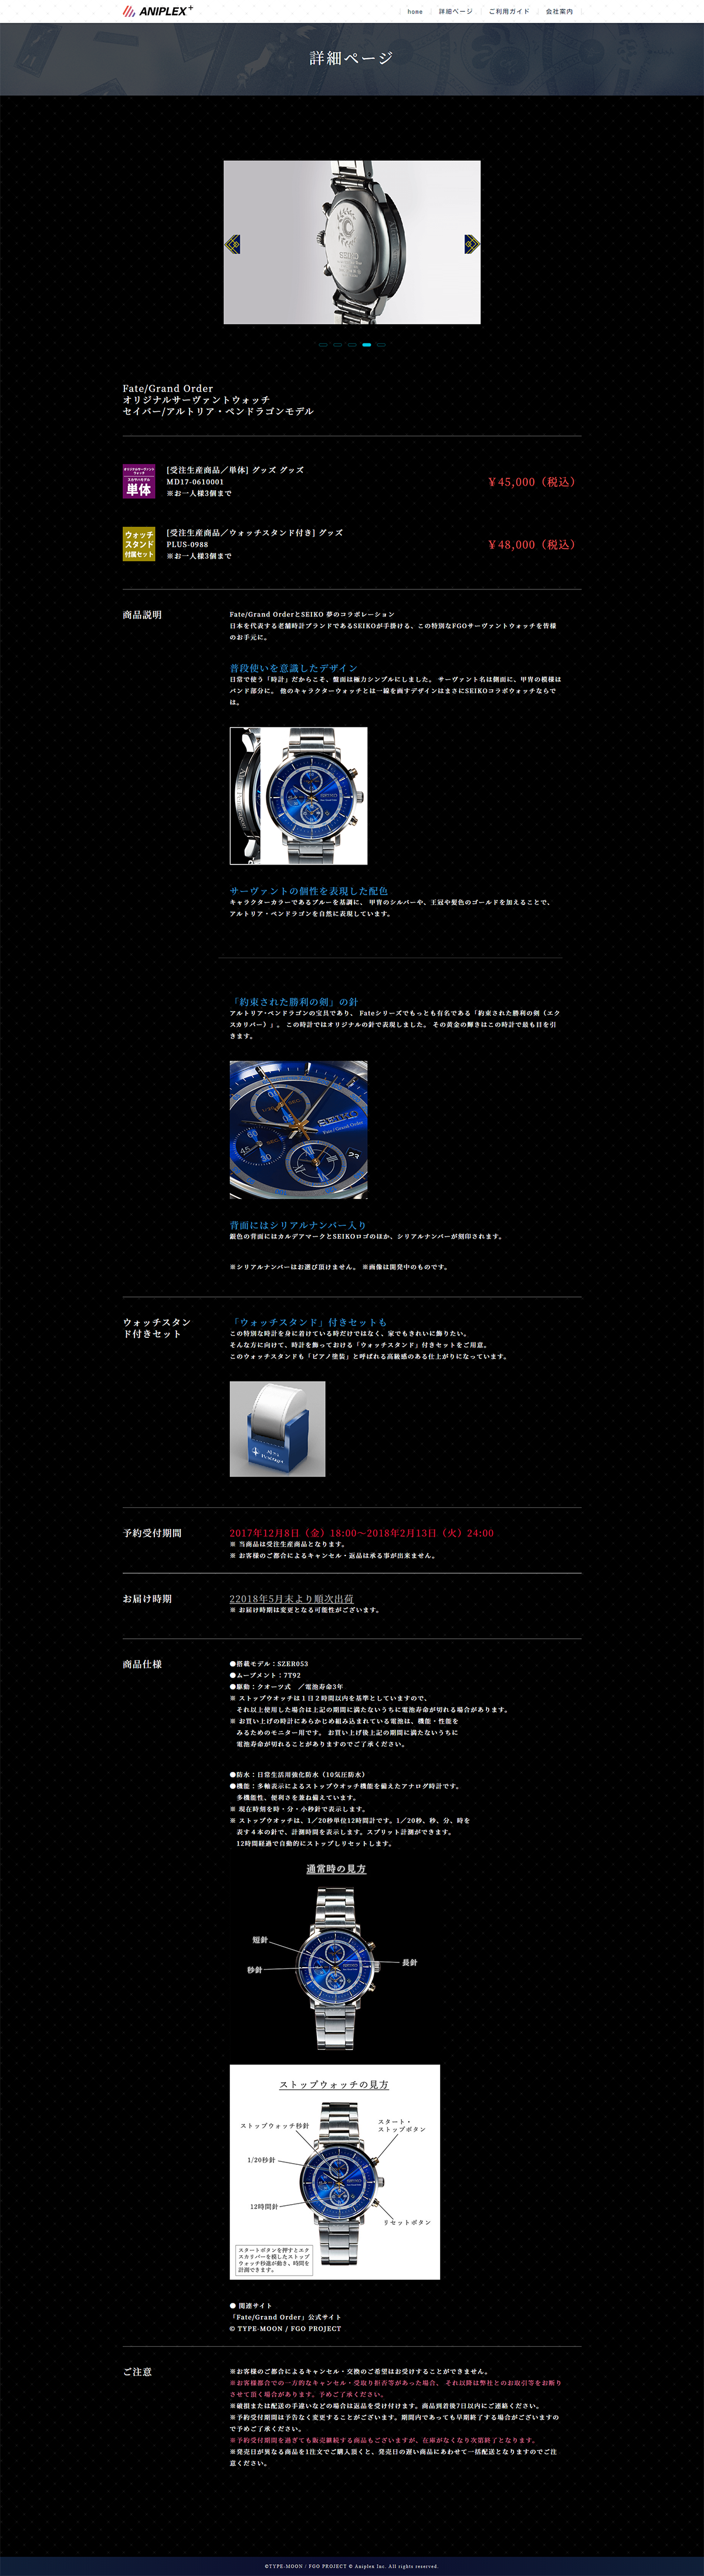 ANIPLEX+
home 詳細ページ ご利用ガイド 会社案内
詳細ページ
SEIKO
Fate/Grand Order
オリジナルサーヴァントウォッチ
セイバー/アルトリア・ペンドラゴンモデル
オリジナルサーヴァント
ウォッチ
スカサハモデル
単体
[受注生産商品／単体] グッズ グッズ
MD17-0610001
※お一人様3個まで
￥45,000（税込）
ウォッチ
スタンド
付属セット
[受注生産商品／ウォッチスタンド付き] グッズ
PLUS-0988
※お一人様3個まで
￥48,000（税込）
商品説明
Fate/Grand OrderとSEIKO 夢のコラボレーション
日本を代表する老舗時計ブランドであるSEIKOが手掛ける、この特別なFGOサーヴァントウォッチを皆様
のお手元に。
普段使いを意識したデザイン
日常で使う「時計」だからこそ、盤面は極力シンプルにしました。 サーヴァント名は側面に、甲冑の模様は
バンド部分に。 他のキャラクターウォッチとは一線を画すデザインはまさにSEIKOコラボウォッチならで
は。
サーヴァントの個性を表現した配色
キャラクターカラーであるブルーを基調に、 甲冑のシルバーや、王冠や髪色のゴールドを加えることで、
アルトリア・ペンドラゴンを自然に表現しています。
「約束された勝利の剣」の針
アルトリア･ペンドラゴンの宝具であり、 Fateシリーズでもっとも有名である「約束された勝利の剣（エク
スカリバー）」。 この時計ではオリジナルの針で表現しました。 その黄金の輝きはこの時計で最も目を引
きます。
SEIKO
Fate/Grand Order
60
45
30
背面にはシリアルナンバー入り
銀色の背面にはカルデアマークとSEIKOロゴのほか、シリアルナンバーが刻印されます。
※シリアルナンバーはお選び頂けません。 ※画像は開発中のものです。
ウォッチスタン
ド付きセット
「ウォッチスタンド」付きセットも
この特別な時計を身に着けている時だけではなく、家でもきれいに飾りたい。
そんな方に向けて、時計を飾っておける「ウォッチスタンド」付きセットをご用意。
このウォッチスタンドも「ピアノ塗装」と呼ばれる高級感のある仕上がりになっています。
予約受付期間
2017年12月8日（金）18:00～2018年2月13日（火）24:00
※ 当商品は受注生産商品となります。
※ お客様のご都合によるキャンセル・返品は承る事が出来ません。
お届け時期
22018年5月末より順次出荷
※ お届け時期は変更となる可能性がございます。
商品仕様
●搭載モデル：SZER053
●ムーブメント：7T92
●駆動：クオーツ式　／電池寿命3年
※ ストップウオッチは１日２時間以内を基準としていますので、
それ以上使用した場合は上記の期間に満たないうちに電池寿命が切れる場合があります。
※ お買い上げの時計にあらかじめ組み込まれている電池は、機能・性能を
みるためのモニター用です。 お買い上げ後上記の期間に満たないうちに
電池寿命が切れることがありますのでご了承ください。
●防水：日常生活用強化防水（10気圧防水）
●機能：多軸表示によるストップウオッチ機能を備えたアナログ時計です。
多機能性、便利さを兼ね備えています。
※ 現在時刻を時・分・小秒針で表示します。
※ ストップウオッチは、1／20秒単位12時間計です。1／20秒、秒、分、時を
表す４本の針で、計測時間を表示します。スプリット計測ができます。
12時間経過で自動的にストップしリセットします。
通常時の見方
短針
秒針
長針
ストップウォッチの見方
ストップウォッチ秒針
スタート・
ストップボタン
1/20秒針
12時間針
リセットボタン
スタートボタンを押すとエク
スカリバーを模したストップ
ウォッチ秒進が動き、時間を
計測できます。
● 関連サイト
「Fate/Grand Order」公式サイト
© TYPE-MOON / FGO PROJECT
ご注意
※お客様のご都合によるキャンセル・交換のご希望はお受けすることができません。
※お客様都合での一方的なキャンセル・受取り拒否等があった場合、 それ以降は弊社とのお取引等をお断り
させて頂く場合があります。予めご了承ください。
※破損または配送の手違いなどの場合は返品を受け付けます。商品到着後7日以内にご連絡ください。
※予約受付期間は予告なく変更することがございます。期間内であっても早期終了する場合がございますの
で予めご了承ください。
※予約受付期間を過ぎても販売継続する商品もございますが、在庫がなくなり次第終了となります。
※発売日が異なる商品を1注文でご購入頂くと、発売日の遅い商品にあわせて一括配送となりますのでご注
意ください。
©TYPE-MOON / FGO PROJECT © Aniplex Inc. All rights reserved.